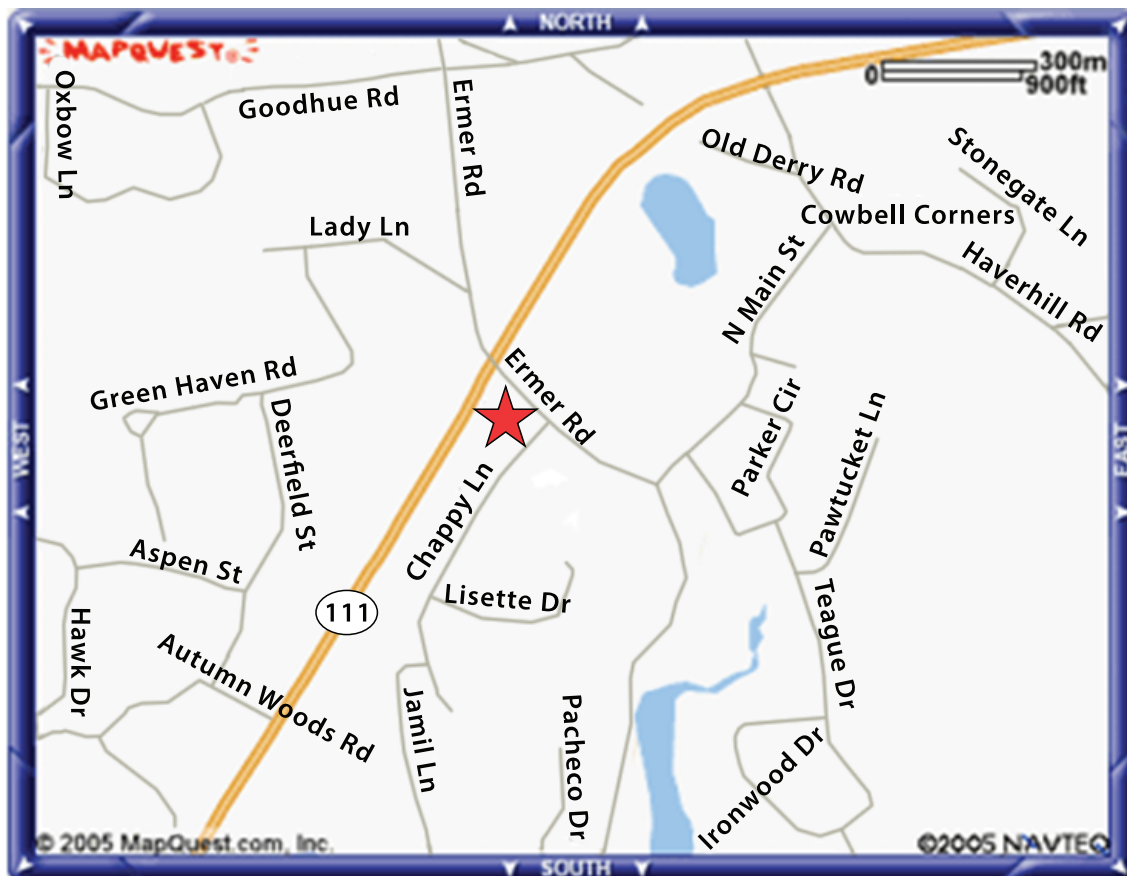 NORTH
MAPQUEST
0
300m
900ft
Oxbow Ln
Goodhue Rd
Ermer Rd
Old Derry Rd
Stonegate Ln
Cowbell Corners
Lady Ln
N Main St
Haverhill Rd
Green Haven Rd
Ermer Rd
Deerfield St
WEST
EAST
Parker Cir
Pawtucket Ln
Chappy Ln
Aspen St
Lisette Dr
111
Teague Dr
Hawk Dr
Autumn Woods Rd
Jamil Ln
Pacheco Dr
Ironwood Dr
© 2005 MapQuest.com, Inc.
©2005 NAVTEQ
SOUTH